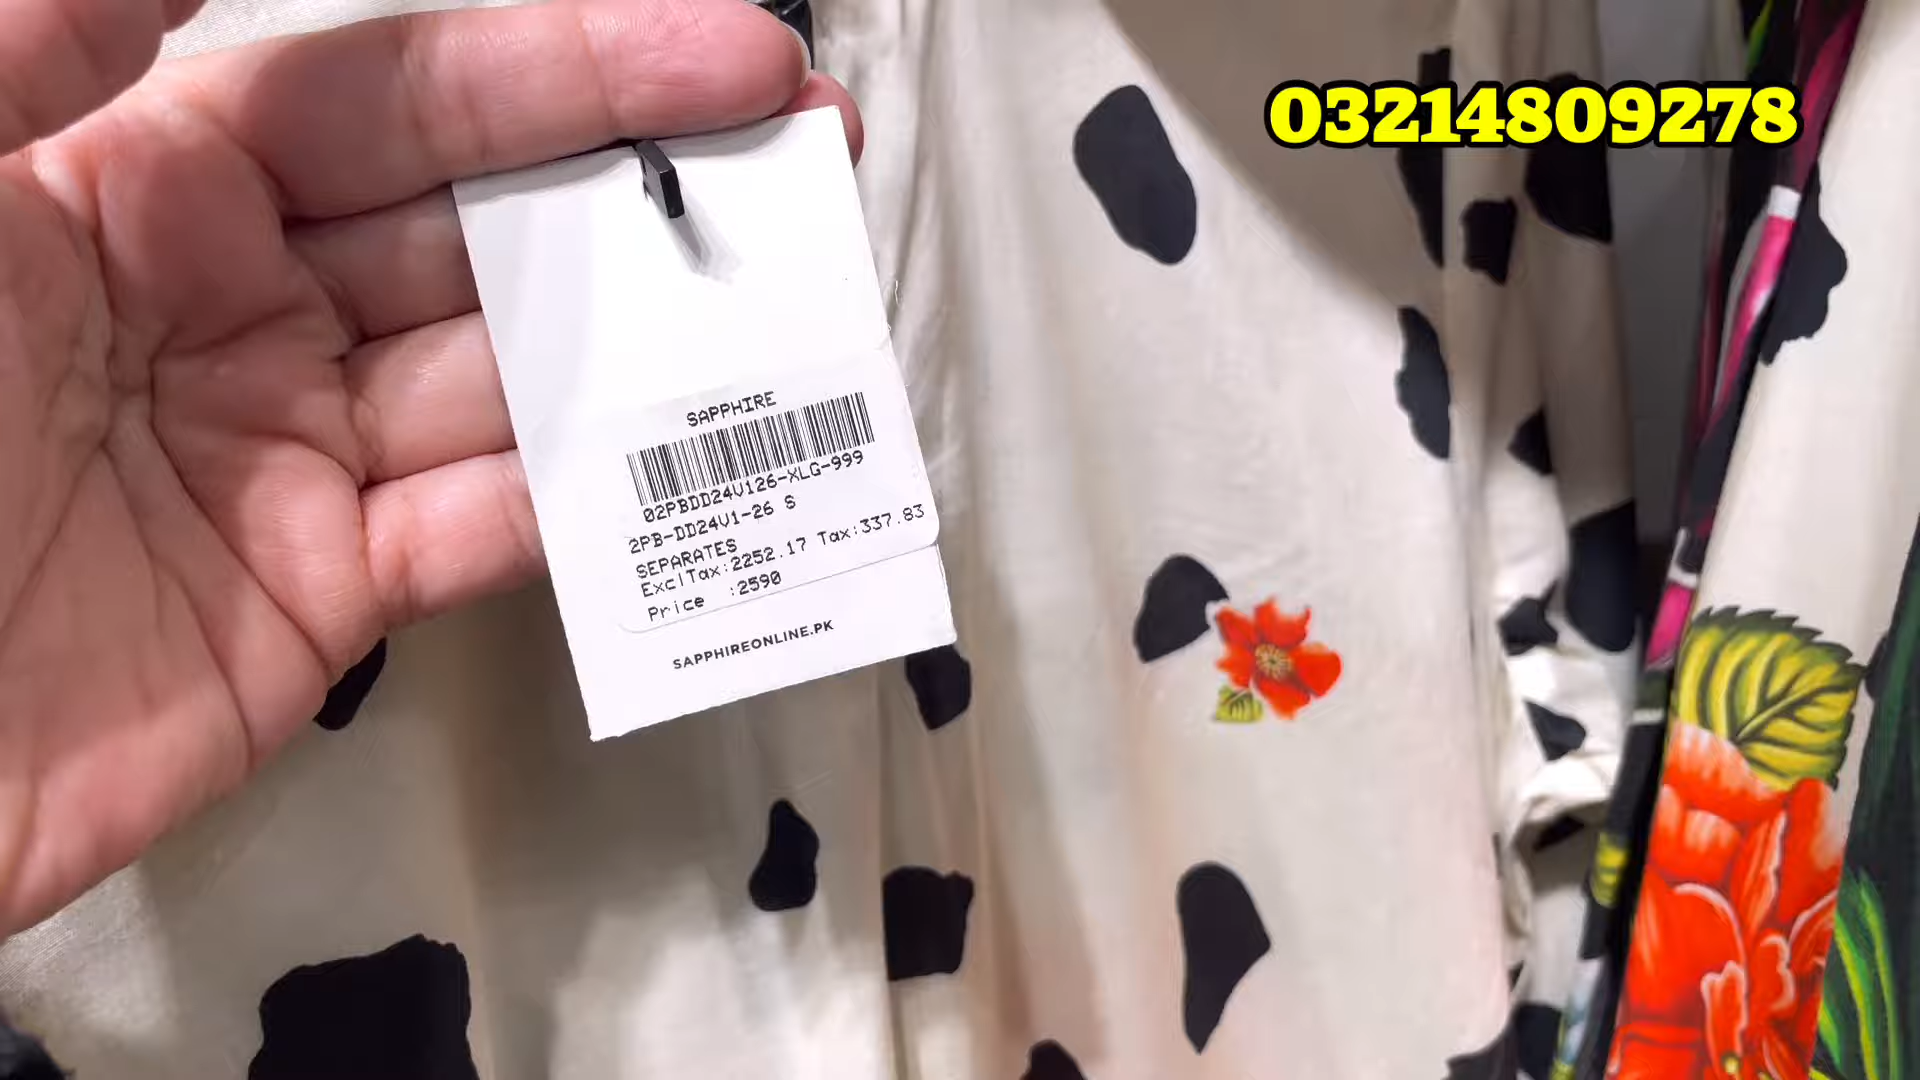 03214809278
SAPPHIRE
02PBDD24V126-XLG-999
2PB-DD24V1-26 S
SEPARATES
ExclTax:2252.17 Tax:337.83
Price :2590
SAPPHIREONLINE.PK